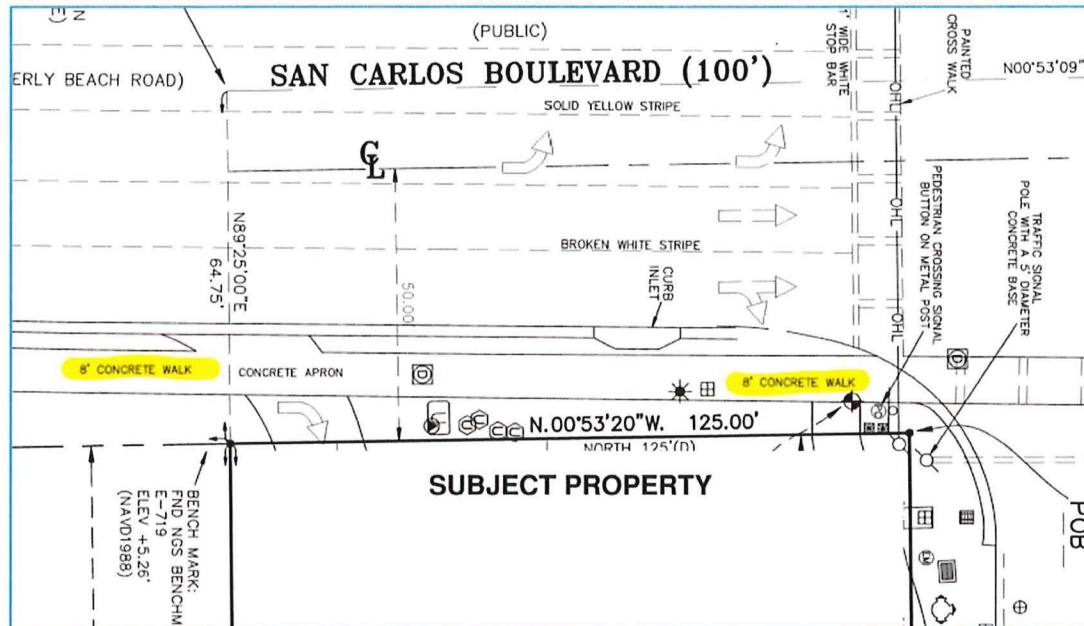 N
E)
(PUBLIC)
1' WIDE WHITE
STOP BAR
PAINTED
CROSS WALK
N00°53'09"
ERLY BEACH ROAD)
SAN CARLOS BOULEVARD (100')
SOLID YELLOW STRIPE
OHL
CL
OHL
PEDESTRIAN CROSSING SIGNAL
BUTTON ON METAL POST
TRAFFIC SIGNAL
POLE WITH A 5' DIAMETER
CONCRETE BASE
N89°25'00"E
64.75'
50.00'
BROKEN WHITE STRIPE
CURB
INLET
OHL
8' CONCRETE WALK
CONCRETE APRON
D
D
8' CONCRETE WALK
N.00°53'20"W. 125.00'
NORTH 125'(D)
SUBJECT PROPERTY
POB
BENCH MARK:
FND NGS BENCHM
E-719
ELEV +5.26'
(NAVD1988)
EM